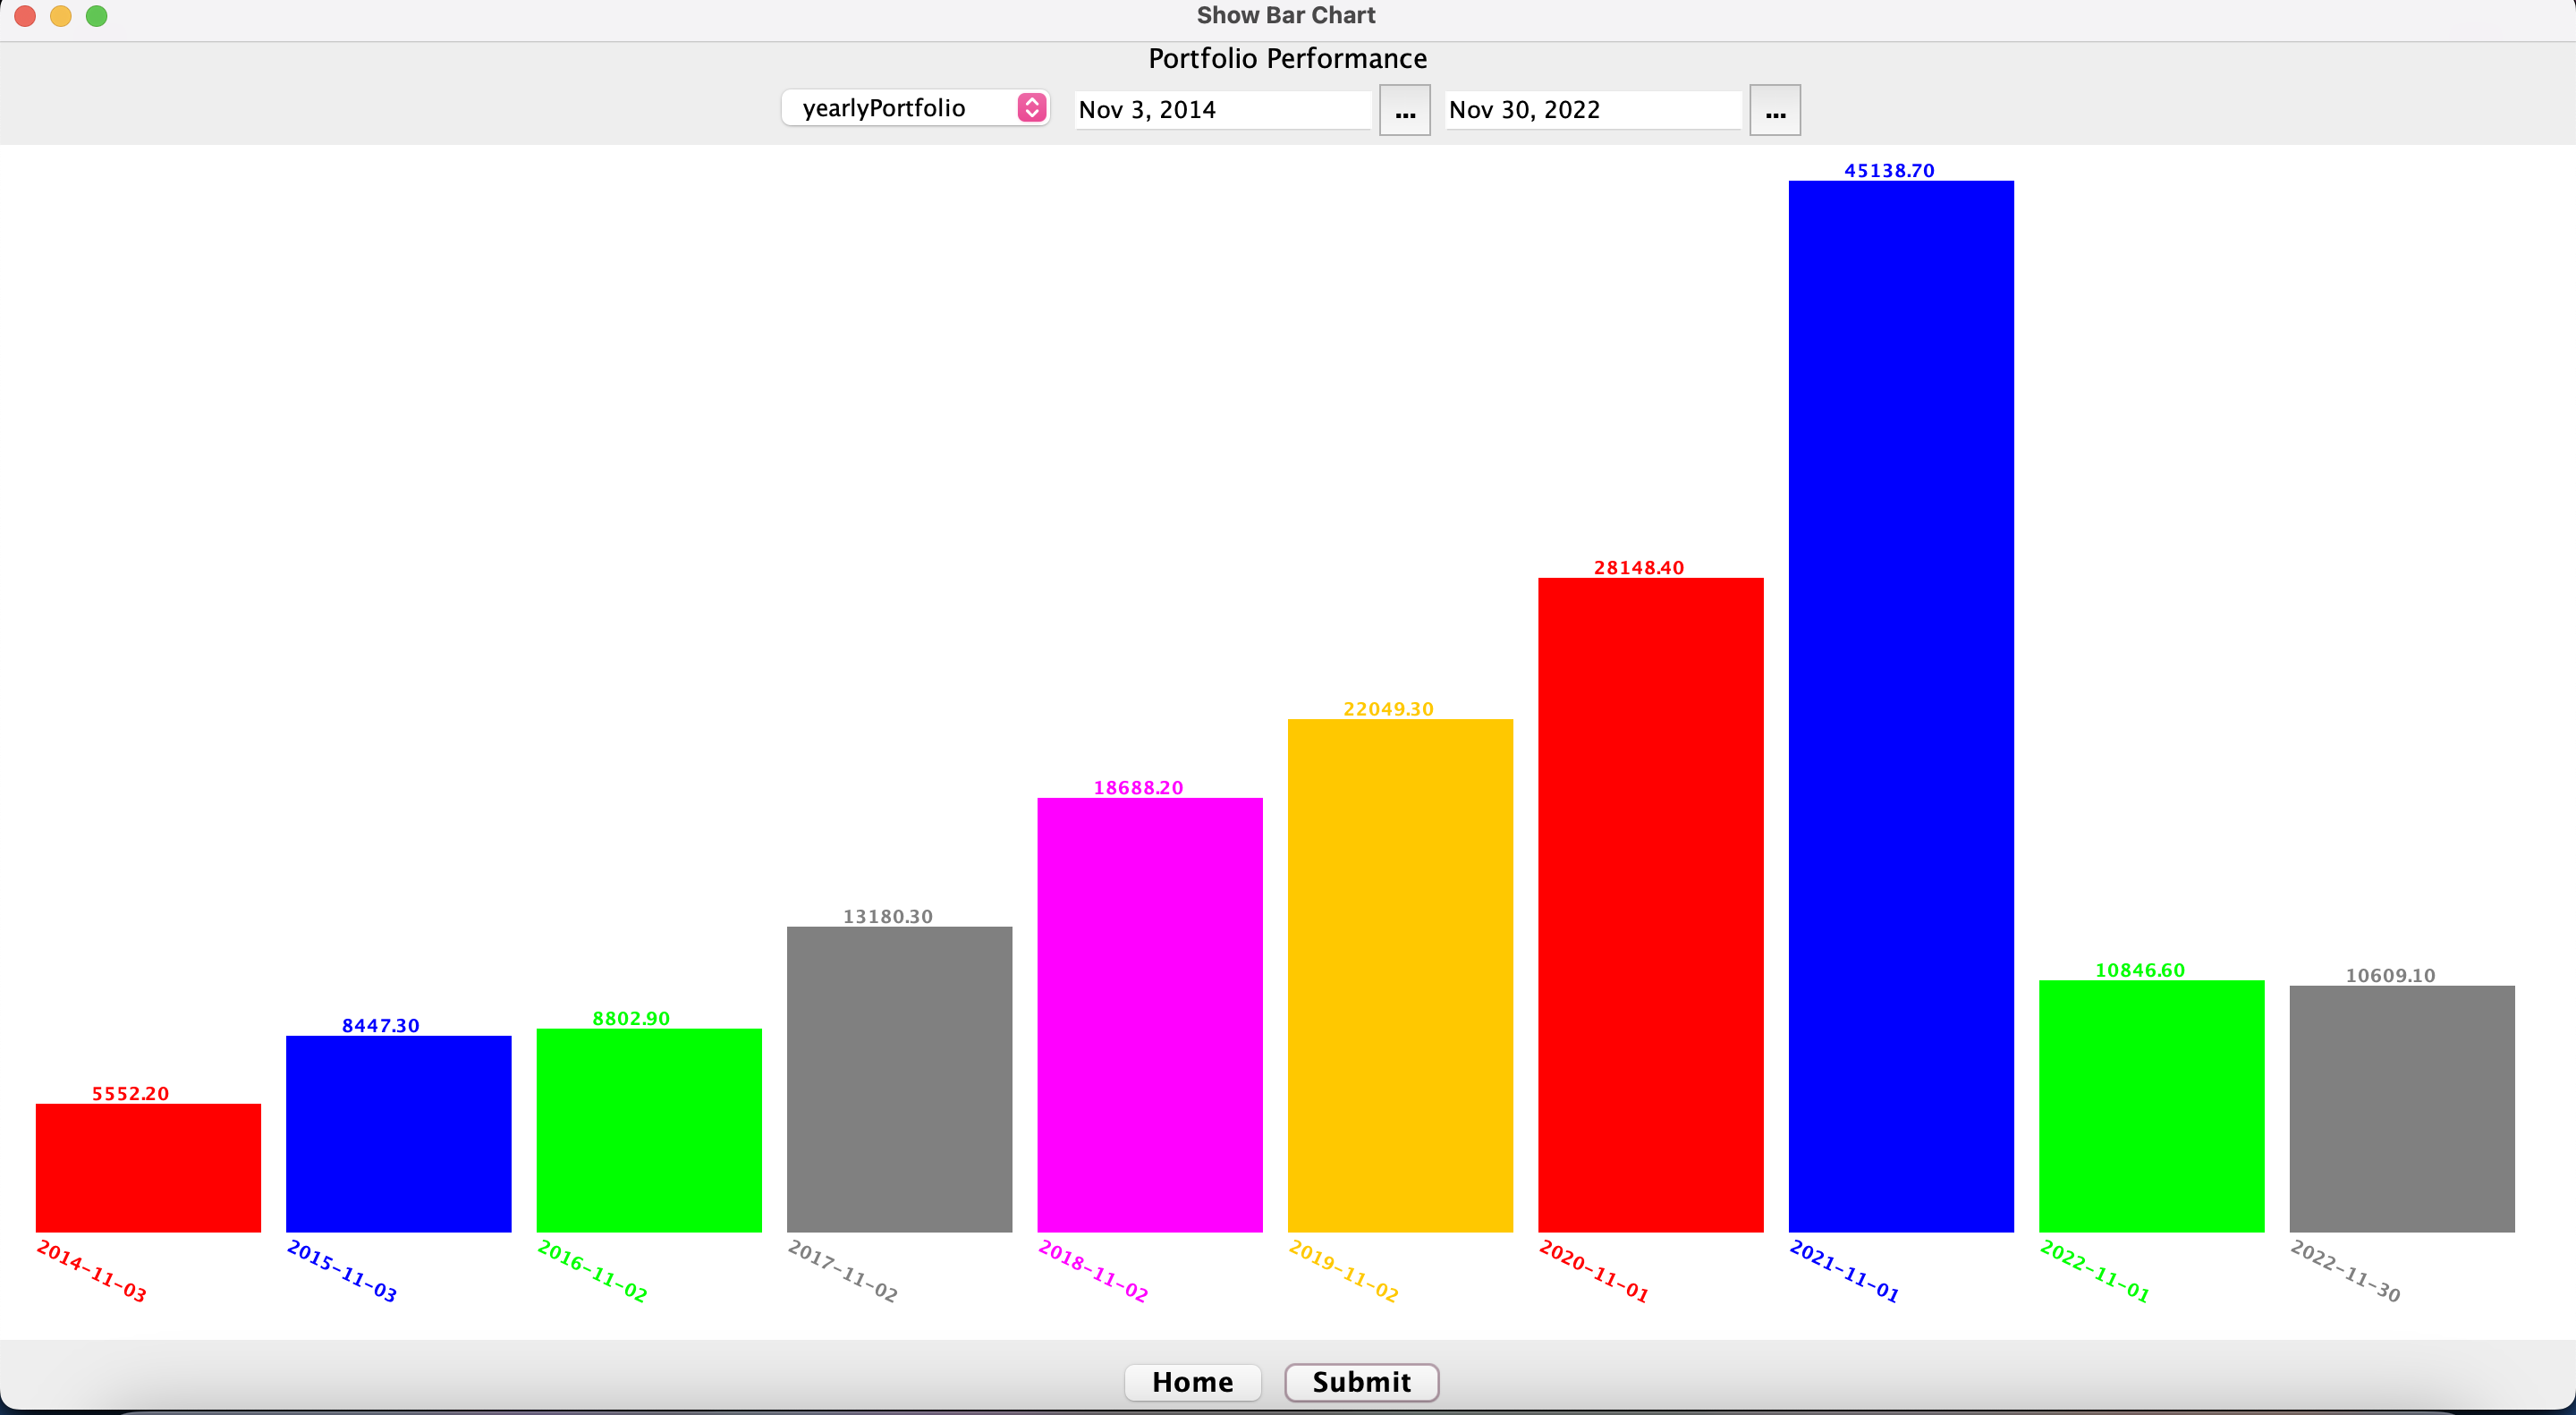 Show Bar Chart
Portfolio Performance
yearlyPortfolio Nov 3, 2014 ... Nov 30, 2022 ...
45138.70
28148.40
22049.30
18688.20
13180.30
10846.60
10609.10
8802.90
8447.30
5552.20
2014-11-03 2015-11-03 2016-11-02 2017-11-02 2018-11-02 2019-11-02 2020-11-01 2021-11-01 2022-11-01 2022-11-30
Home Submit